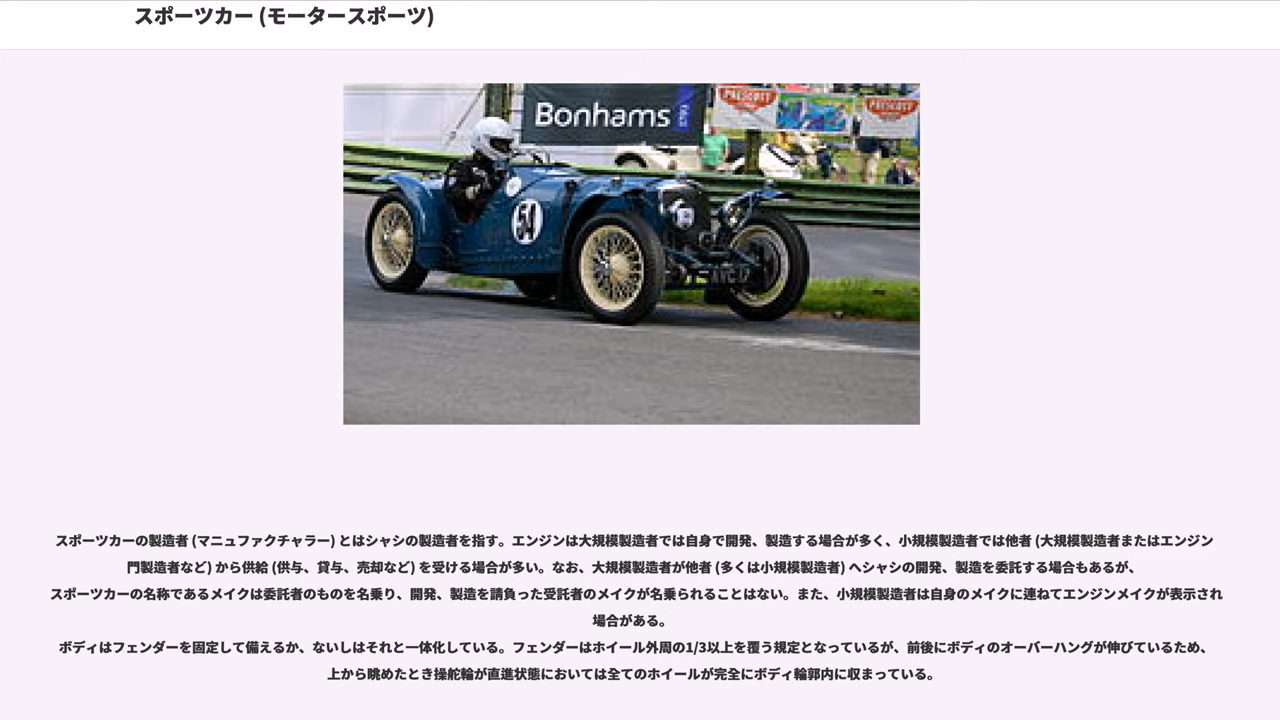 スポーツカー (モータースポーツ)
Bonhams
PRESCOTT
PRESCOTT
54
スポーツカーの製造者 (マニュファクチャラー) とはシャシの製造者を指す。エンジンは大規模製造者では自身で開発、製造する場合が多く、小規模製造者では他者 (大規模製造者またはエンジン
門製造者など) から供給 (供与、貸与、売却など) を受ける場合が多い。なお、大規模製造者が他者 (多くは小規模製造者) へシャシの開発、製造を委託する場合もあるが、
スポーツカーの名称であるメイクは委託者のものを名乗り、開発、製造を請負った受託者のメイクが名乗られることはない。また、小規模製造者は自身のメイクに連ねてエンジンメイクが表示され
場合がある。
ボディはフェンダーを固定して備えるか、ないしはそれと一体化している。フェンダーはホイール外周の1/3以上を覆う規定となっているが、前後にボディのオーバーハングが伸びているため、
上から眺めたとき操舵輪が直進状態においては全てのホイールが完全にボディ輪郭内に収まっている。